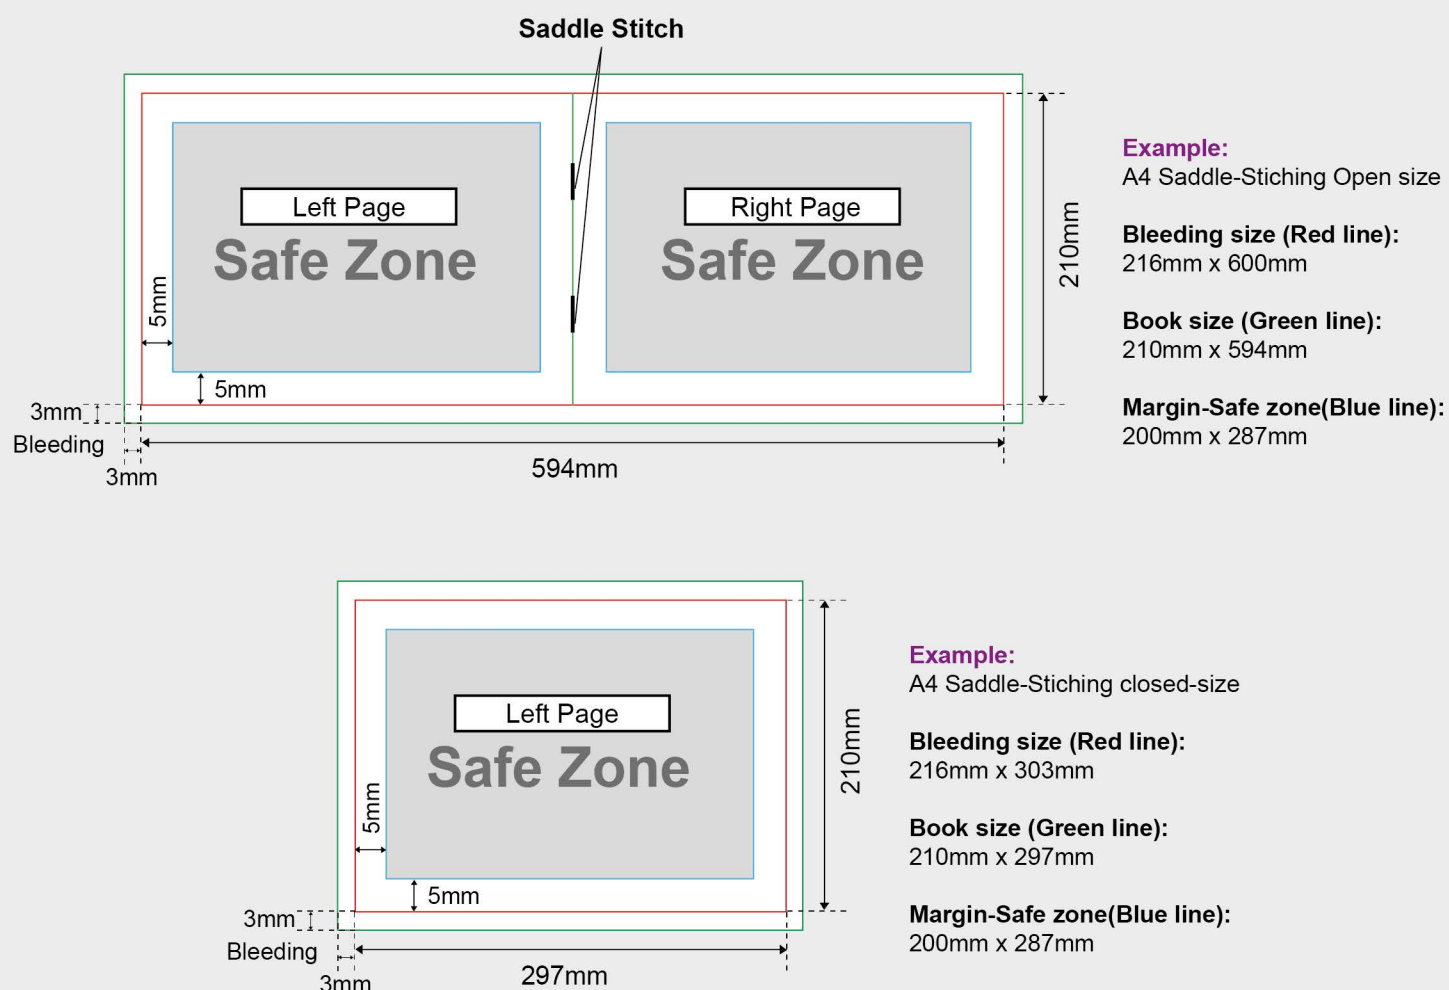 Saddle Stitch
Left Page
Safe Zone
Right Page
Safe Zone
5mm
5mm
3mm
Bleeding
3mm
594mm
210mm
Example:
A4 Saddle-Stiching Open size
Bleeding size (Red line):
216mm x 600mm
Book size (Green line):
210mm x 594mm
Margin-Safe zone(Blue line):
200mm x 287mm
Left Page
Safe Zone
5mm
5mm
3mm
Bleeding
3mm
297mm
210mm
Example:
A4 Saddle-Stiching closed-size
Bleeding size (Red line):
216mm x 303mm
Book size (Green line):
210mm x 297mm
Margin-Safe zone(Blue line):
200mm x 287mm